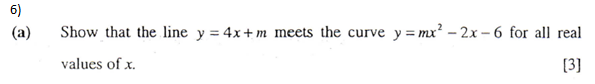 6)
(a) Show that the line y = 4x + m meets the curve y = mx² − 2x − 6 for all real
values of x. [3]